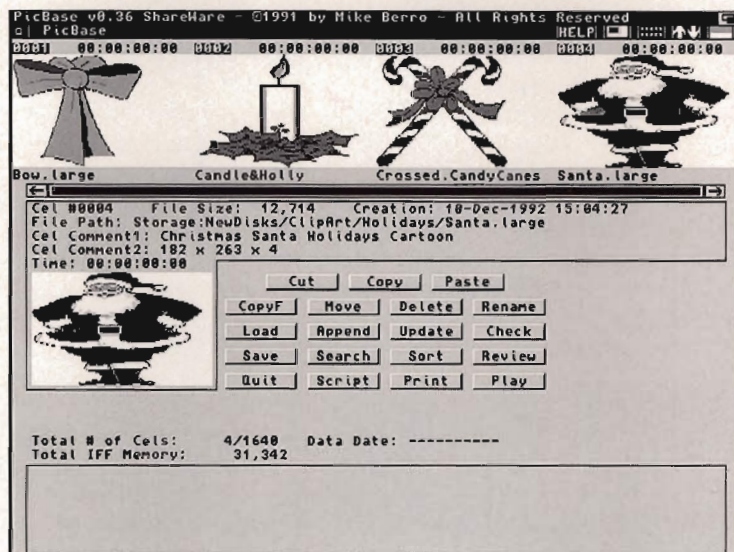 PicBase v0.36 ShareWare - ©1991 by Mike Berro - All Rights Reserved
PicBase HELP
0001 00:00:00:00 0002 00:00:00:00 0003 00:00:00:00 0004 00:00:00:00
Bow.large Candle&Holly Crossed.CandyCanes Santa.large
Cel #0004 File Size: 12,714 Creation: 10-Dec-1992 15:04:27
File Path: Storage:NewDisks/ClipArt/Holidays/Santa.large
Cel Comment1: Christmas Santa Holidays Cartoon
Cel Comment2: 182 x 263 x 4
Time: 00:00:00:00
Cut Copy Paste
CopyF Move Delete Rename
Load Append Update Check
Save Search Sort Review
Quit Script Print Play
Total # of Cels: 4/1640 Data Date: ----------
Total IFF Memory: 31,342